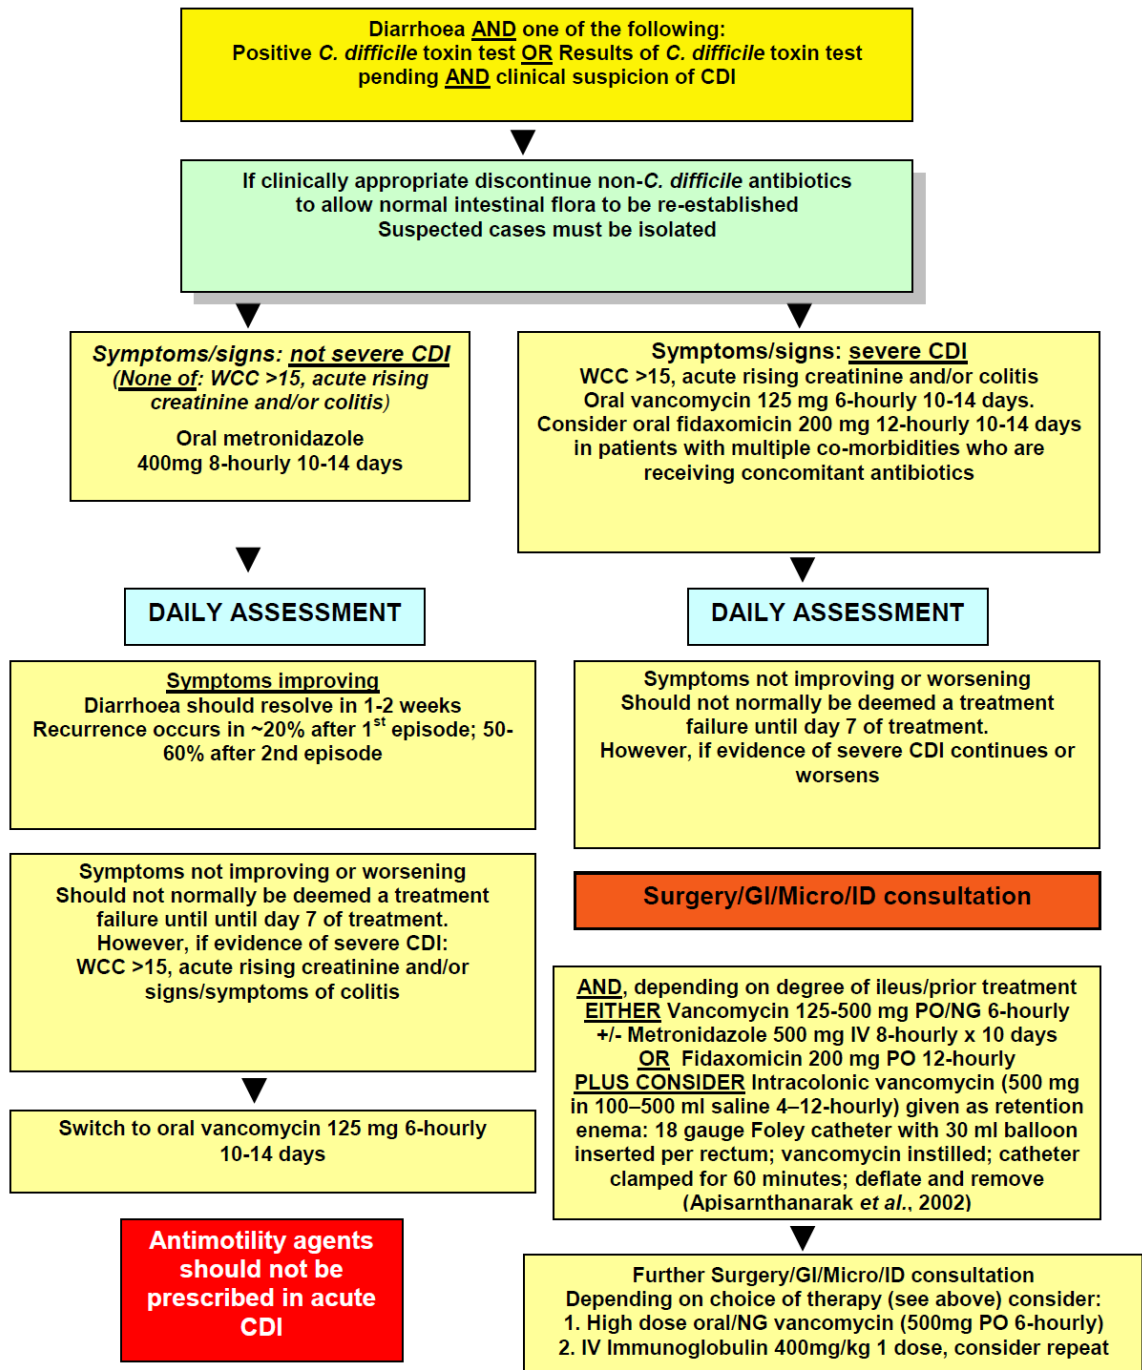 Diarrhoea AND one of the following:
Positive C. difficile toxin test OR Results of C. difficile toxin test
pending AND clinical suspicion of CDI
If clinically appropriate discontinue non-C. difficile antibiotics
to allow normal intestinal flora to be re-established
Suspected cases must be isolated
Symptoms/signs: not severe CDI
(None of: WCC >15, acute rising
creatinine and/or colitis)
Oral metronidazole
400mg 8-hourly 10-14 days
Symptoms/signs: severe CDI
WCC >15, acute rising creatinine and/or colitis
Oral vancomycin 125 mg 6-hourly 10-14 days.
Consider oral fidaxomicin 200 mg 12-hourly 10-14 days
in patients with multiple co-morbidities who are
receiving concomitant antibiotics
DAILY ASSESSMENT
DAILY ASSESSMENT
Symptoms improving
Diarrhoea should resolve in 1-2 weeks
Recurrence occurs in ~20% after 1st episode; 50-
60% after 2nd episode
Symptoms not improving or worsening
Should not normally be deemed a treatment
failure until day 7 of treatment.
However, if evidence of severe CDI continues or
worsens
Symptoms not improving or worsening
Should not normally be deemed a treatment
failure until until day 7 of treatment.
However, if evidence of severe CDI:
WCC >15, acute rising creatinine and/or
signs/symptoms of colitis
Surgery/GI/Micro/ID consultation
AND, depending on degree of ileus/prior treatment
EITHER Vancomycin 125-500 mg PO/NG 6-hourly
+/- Metronidazole 500 mg IV 8-hourly x 10 days
OR Fidaxomicin 200 mg PO 12-hourly
PLUS CONSIDER Intracolonic vancomycin (500 mg
in 100–500 ml saline 4–12-hourly) given as retention
enema: 18 gauge Foley catheter with 30 ml balloon
inserted per rectum; vancomycin instilled; catheter
clamped for 60 minutes; deflate and remove
(Apisarnthanarak et al., 2002)
Switch to oral vancomycin 125 mg 6-hourly
10-14 days
Antimotility agents
should not be
prescribed in acute
CDI
Further Surgery/GI/Micro/ID consultation
Depending on choice of therapy (see above) consider:
1. High dose oral/NG vancomycin (500mg PO 6-hourly)
2. IV Immunoglobulin 400mg/kg 1 dose, consider repeat